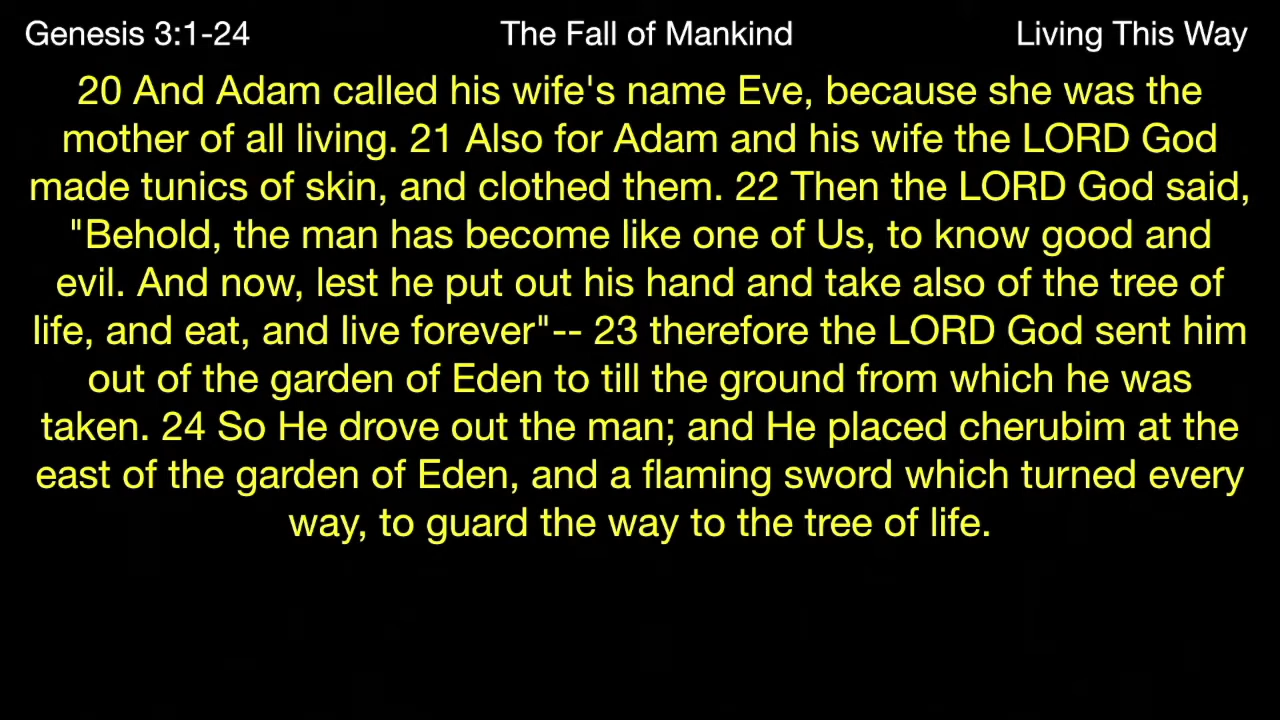 Genesis 3:1-24 The Fall of Mankind Living This Way
20 And Adam called his wife's name Eve, because she was the
mother of all living. 21 Also for Adam and his wife the LORD God
made tunics of skin, and clothed them. 22 Then the LORD God said,
"Behold, the man has become like one of Us, to know good and
evil. And now, lest he put out his hand and take also of the tree of
life, and eat, and live forever"-- 23 therefore the LORD God sent him
out of the garden of Eden to till the ground from which he was
taken. 24 So He drove out the man; and He placed cherubim at the
east of the garden of Eden, and a flaming sword which turned every
way, to guard the way to the tree of life.